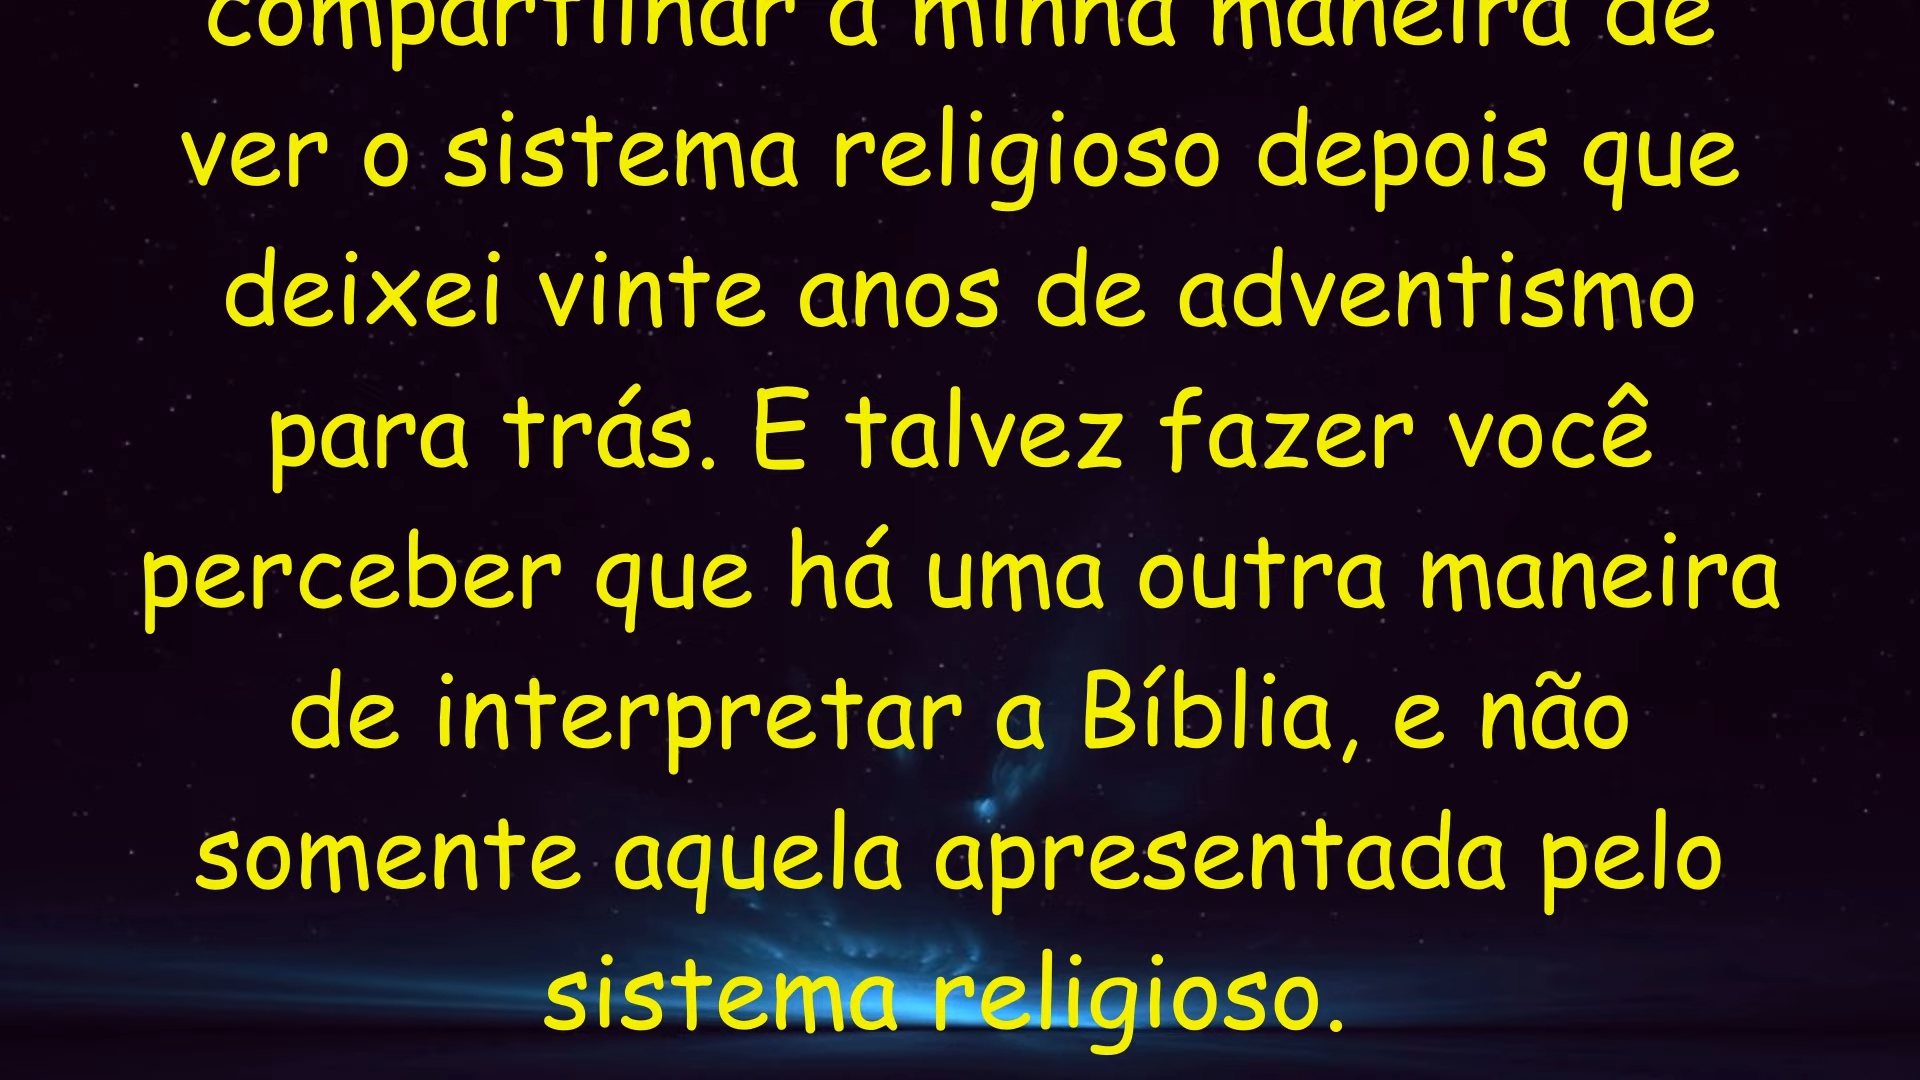 compartilhar a minha maneira de
ver o sistema religioso depois que
deixei vinte anos de adventismo
para trás. E talvez fazer você
perceber que há uma outra maneira
de interpretar a Bíblia, e não
somente aquela apresentada pelo
sistema religioso.